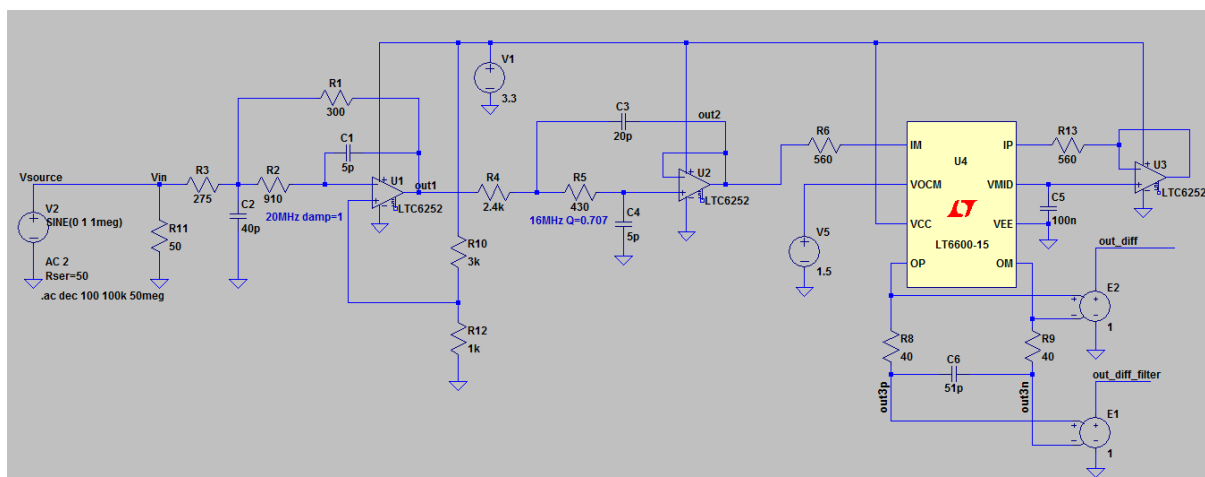 V1
3.3
R1
300
C1
5p
U1
LTC6252
out1
Vsource
Vin
R3
275
R2
910
20MHz damp=1
V2
SINE(0 1 1meg)
AC 2
Rser=50
.ac dec 100 100k 50meg
R11
50
C2
40p
R10
3k
R12
1k
C3
20p
out2
R4
2.4k
R5
430
16MHz Q=0.707
C4
5p
U2
LTC6252
R6
560
V5
1.5
IM
IP
U4
VOCM
VMID
VCC
VEE
LT6600-15
OP
OM
R13
560
U3
LTC6252
C5
100n
out_diff
E2
1
R8
40
R9
40
C6
51p
out3p
out3n
out_diff_filter
E1
1